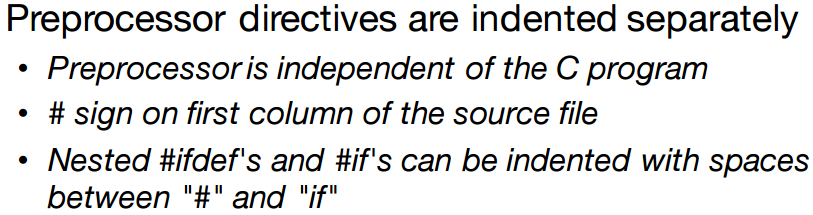 Preprocessor directives are indented separately
• Preprocessor is independent of the C program
• # sign on first column of the source file
• Nested #ifdef's and #if's can be indented with spaces
between "#" and "if"